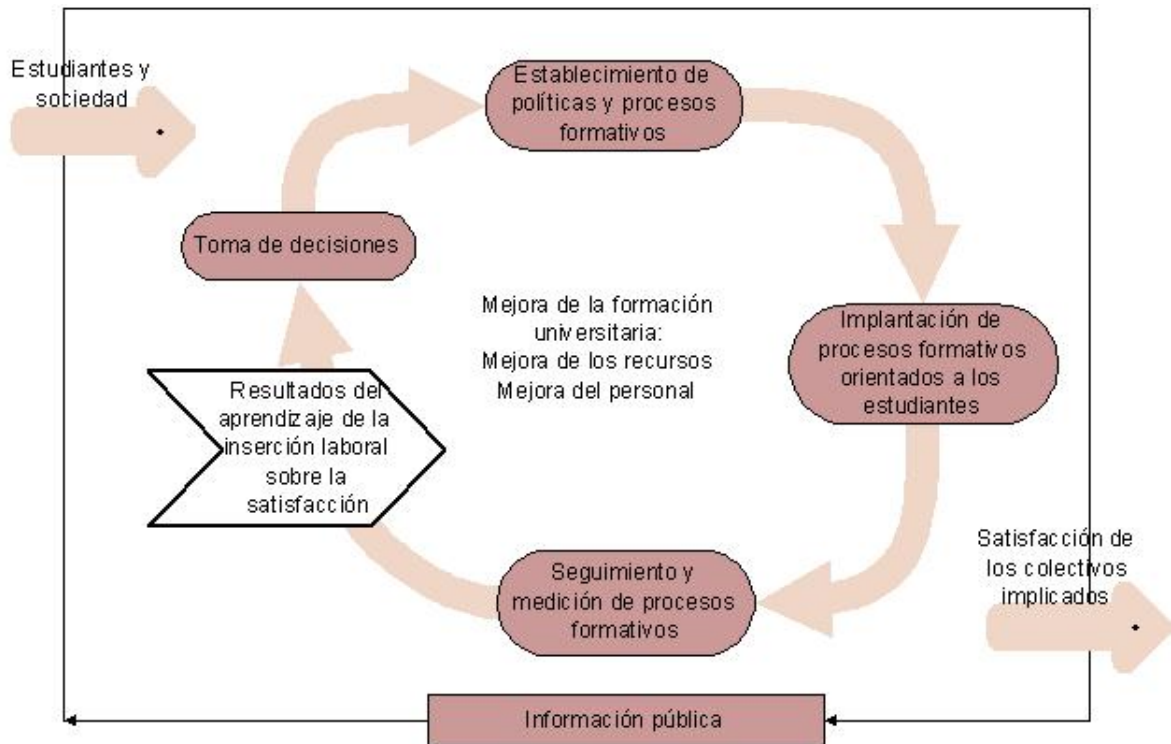 Estudiantes y
sociedad
Establecimiento de
políticas y procesos
formativos
Toma de decisiones
Mejora de la formación
universitaria:
Mejora de los recursos
Mejora del personal
Implantación de
procesos formativos
orientados a los
estudiantes
Resultados del
aprendizaje de la
inserción laboral
sobre la
satisfacción
Seguimiento y
medición de procesos
formativos
Satisfacción de
los colectivos
implicados
Información pública